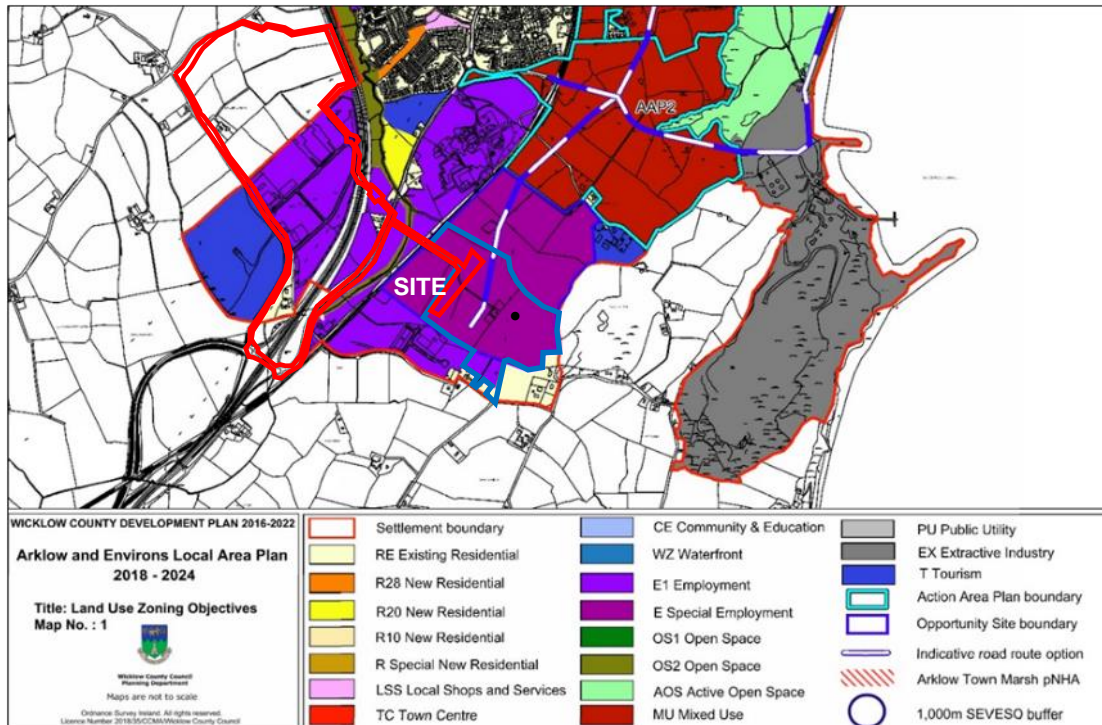 AAP2
SITE
WICKLOW COUNTY DEVELOPMENT PLAN 2016-2022
Arklow and Environs Local Area Plan
2018 - 2024
Title: Land Use Zoning Objectives
Map No. : 1
Wicklow County Council
Planning Department
Maps are not to scale
Ordnance Survey Ireland. All rights reserved.
Licence Number 2018/35/CCMA/Wicklow County Council
Settlement boundary
RE Existing Residential
R28 New Residential
R20 New Residential
R10 New Residential
R Special New Residential
LSS Local Shops and Services
TC Town Centre
CE Community & Education
WZ Waterfront
E1 Employment
E Special Employment
OS1 Open Space
OS2 Open Space
AOS Active Open Space
MU Mixed Use
PU Public Utility
EX Extractive Industry
T Tourism
Action Area Plan boundary
Opportunity Site boundary
Indicative road route option
Arklow Town Marsh pNHA
1,000m SEVESO buffer